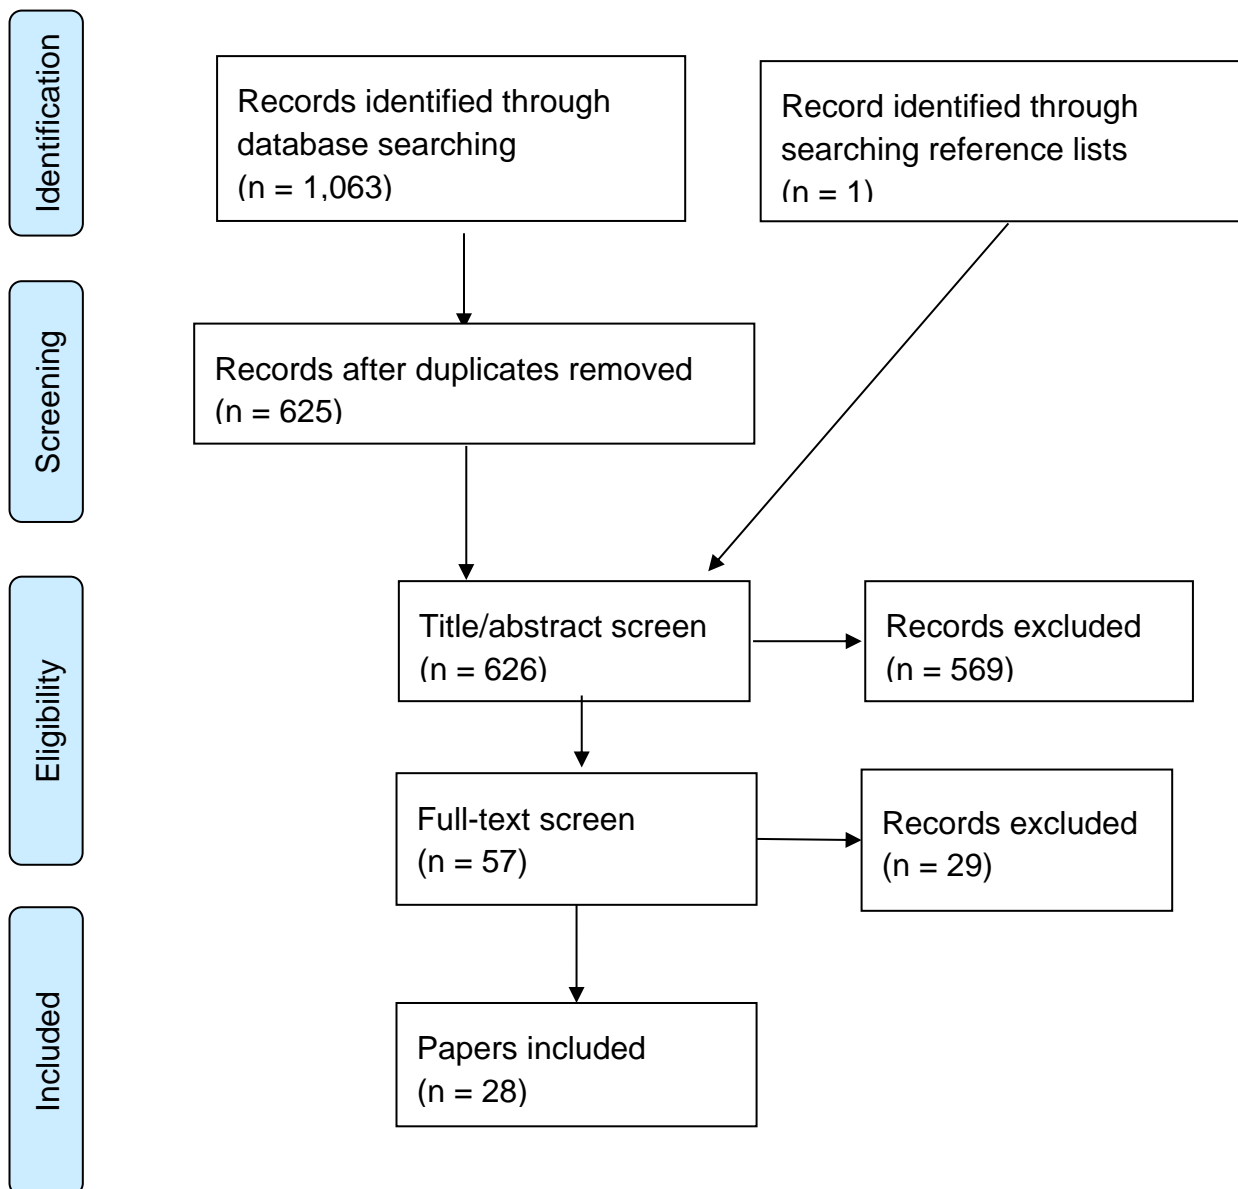 Identification
Records identified through
database searching
(n = 1,063)
Record identified through
searching reference lists
(n = 1)
Screening
Records after duplicates removed
(n = 625)
Eligibility
Title/abstract screen
(n = 626)
Records excluded
(n = 569)
Full-text screen
(n = 57)
Records excluded
(n = 29)
Included
Papers included
(n = 28)